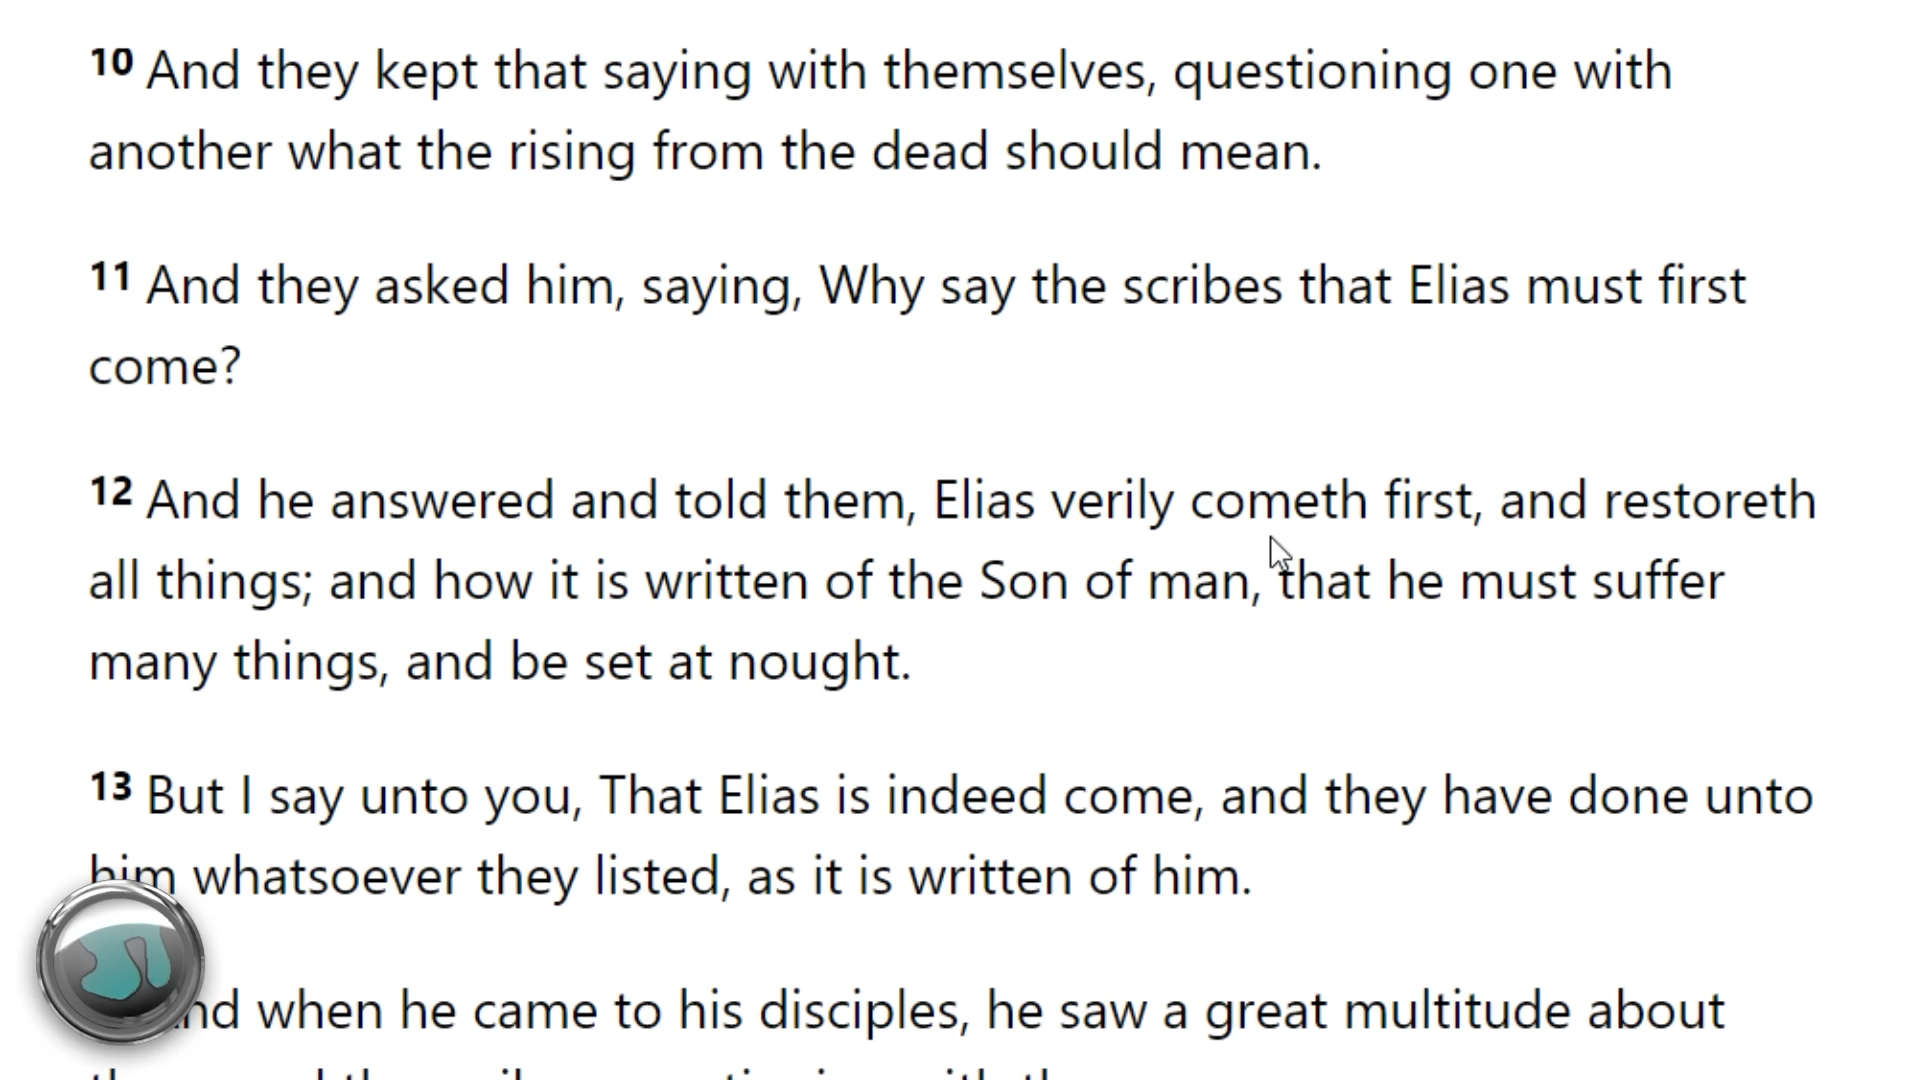 10 And they kept that saying with themselves, questioning one with
another what the rising from the dead should mean.
11 And they asked him, saying, Why say the scribes that Elias must first
come?
12 And he answered and told them, Elias verily cometh first, and restoreth
all things; and how it is written of the Son of man, that he must suffer
many things, and be set at nought.
13 But I say unto you, That Elias is indeed come, and they have done unto
him whatsoever they listed, as it is written of him.
when he came to his disciples, he saw a great multitude about